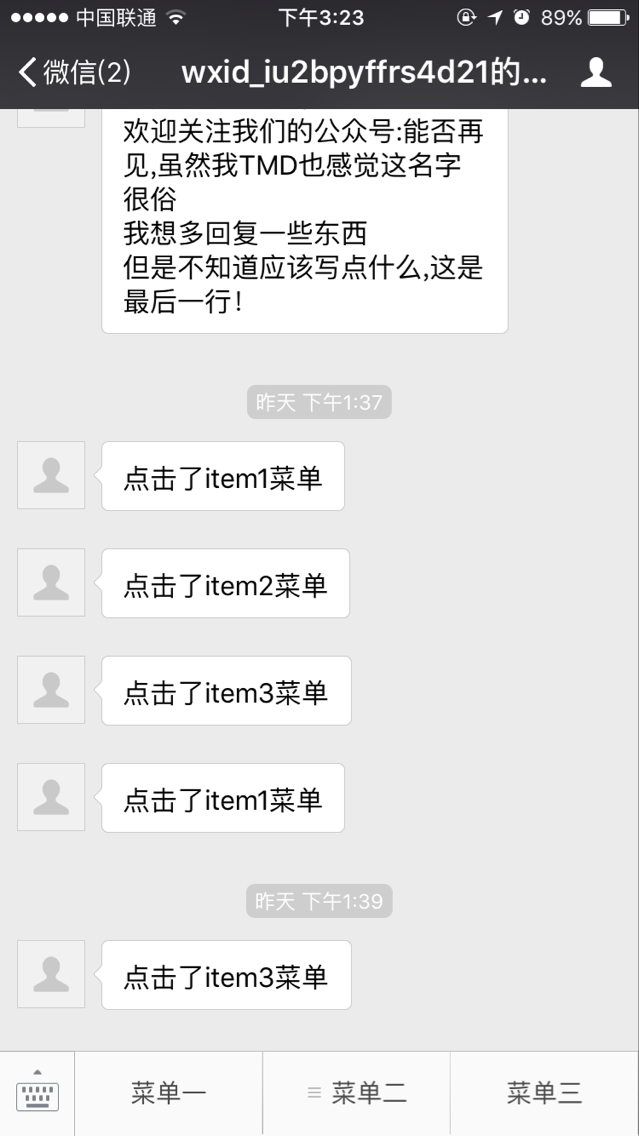 中国联通 下午3:23 89%
微信(2) wxid_iu2bpyffrs4d21的...
欢迎关注我们的公众号:能否再
见,虽然我TMD也感觉这名字
很俗
我想多回复一些东西
但是不知道应该写点什么,这是
最后一行！
昨天 下午1:37
点击了item1菜单
点击了item2菜单
点击了item3菜单
点击了item1菜单
昨天 下午1:39
点击了item3菜单
菜单一 菜单二 菜单三